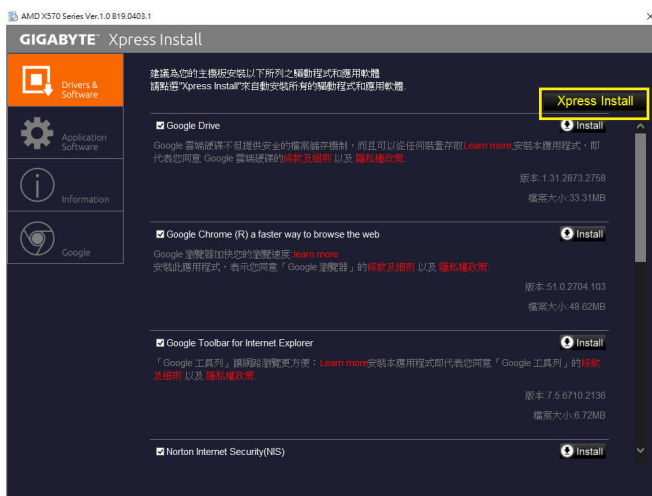 AMD X570 Series Ver.1.0 B19.0403.1
GIGABYTE™ Xpress Install
Drivers &
Software
Application
Software
Information
Google
建議為您的主機板安裝以下所列之驅動程式和應用軟體
請點選"Xpress Install"來自動安裝所有的驅動程式和應用軟體.
Xpress Install
Google Drive
Install
Google 雲端硬碟不但提供安全的檔案儲存機制，而且可以從任何裝置存取Learn more,安裝本應用程式，即
代表您同意 Google 雲端硬碟的條款及細則 以及 隱私權政策.
版本:1.31.2873.2758
檔案大小:33.31MB
Google Chrome (R) a faster way to browse the web
Install
Google 瀏覽器加快您的瀏覽速度:learn more
安裝此應用程式，表示您同意「Google 瀏覽器」的條款及細則 以及 隱私權政策.
版本:51.0.2704.103
檔案大小:48.62MB
Google Toolbar for Internet Explorer
Install
「Google 工具列」讓網路瀏覽更方便：Learn more安裝本應用程式即代表您同意「Google 工具列」的條款
及細則 以及 隱私權政策.
版本:7.5.6710.2136
檔案大小:6.72MB
Norton Internet Security(NIS)
Install